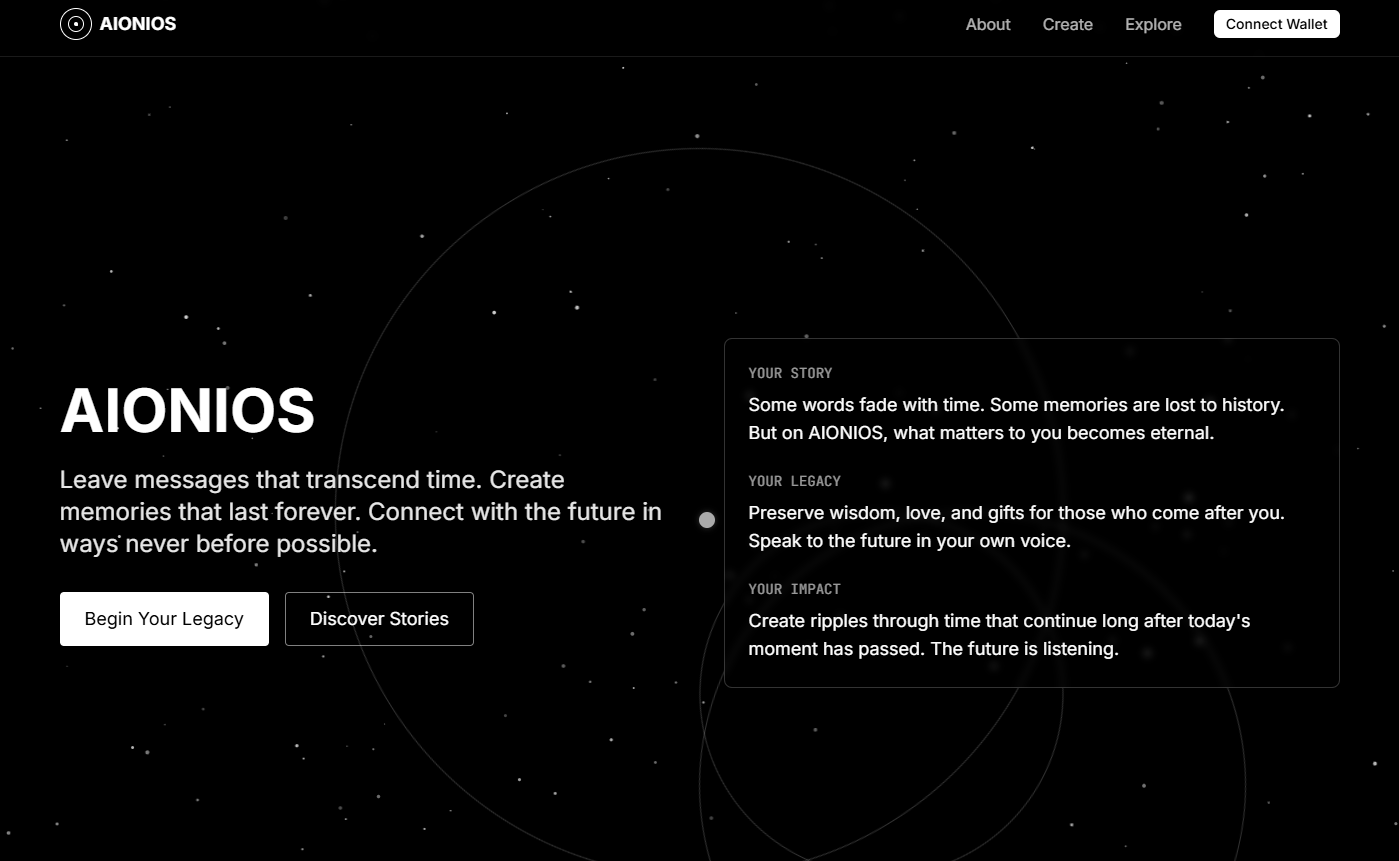 AIONIOS
About
Create
Explore
Connect Wallet
AIONIOS
Leave messages that transcend time. Create
memories that last forever. Connect with the future in
ways never before possible.
Begin Your Legacy
Discover Stories
YOUR STORY
Some words fade with time. Some memories are lost to history.
But on AIONIOS, what matters to you becomes eternal.
YOUR LEGACY
Preserve wisdom, love, and gifts for those who come after you.
Speak to the future in your own voice.
YOUR IMPACT
Create ripples through time that continue long after today's
moment has passed. The future is listening.